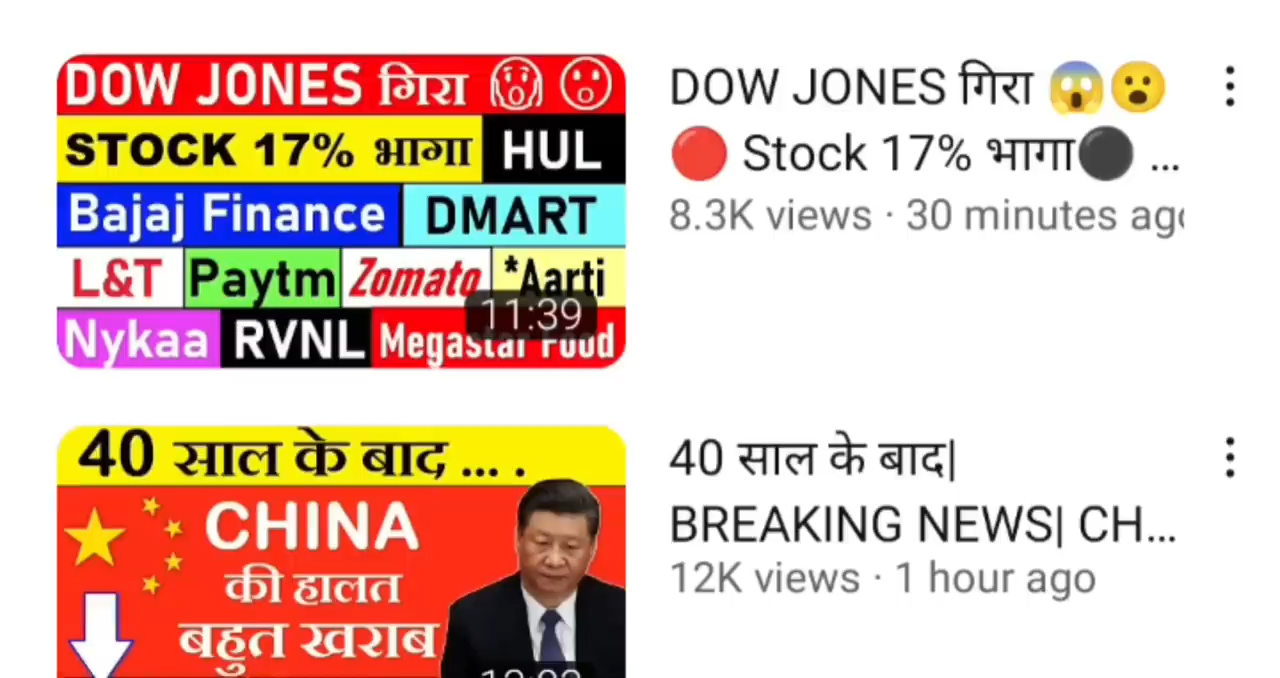 DOW JONES गिरा
STOCK 17% भागा HUL
Bajaj Finance DMART
L&T Paytm Zomato *Aarti
11:39
Nykaa RVNL Megastar Food
DOW JONES गिरा 😱😮
🔴 Stock 17% भागा⚫ ...
8.3K views · 30 minutes ago
40 साल के बाद ... .
CHINA
की हालत
बहुत खराब
40 साल के बाद|
BREAKING NEWS| CH...
12K views · 1 hour ago